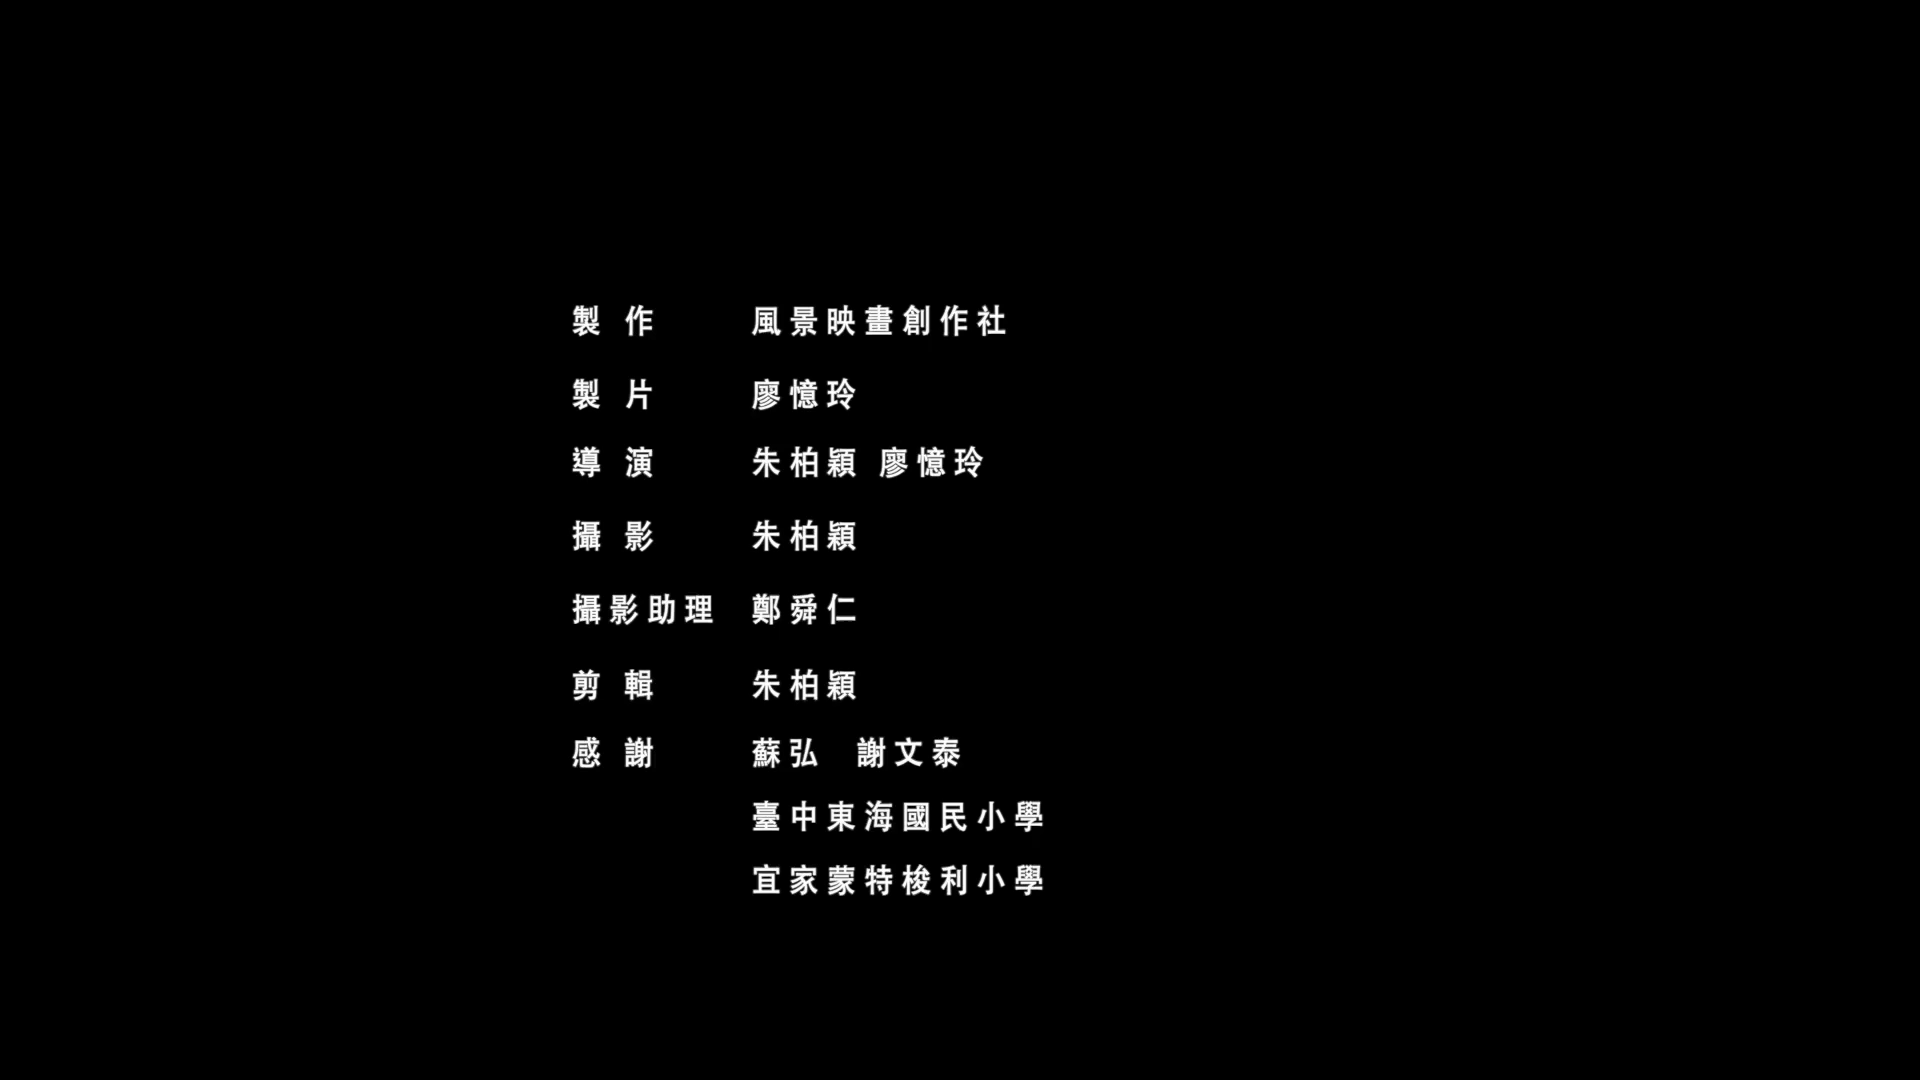 製 作 風景映畫創作社
製 片 廖憶玲
導 演 朱柏穎 廖憶玲
攝 影 朱柏穎
攝影助理 鄭舜仁
剪 輯 朱柏穎
感 謝 蘇弘 謝文泰
臺中東海國民小學
宜家蒙特梭利小學